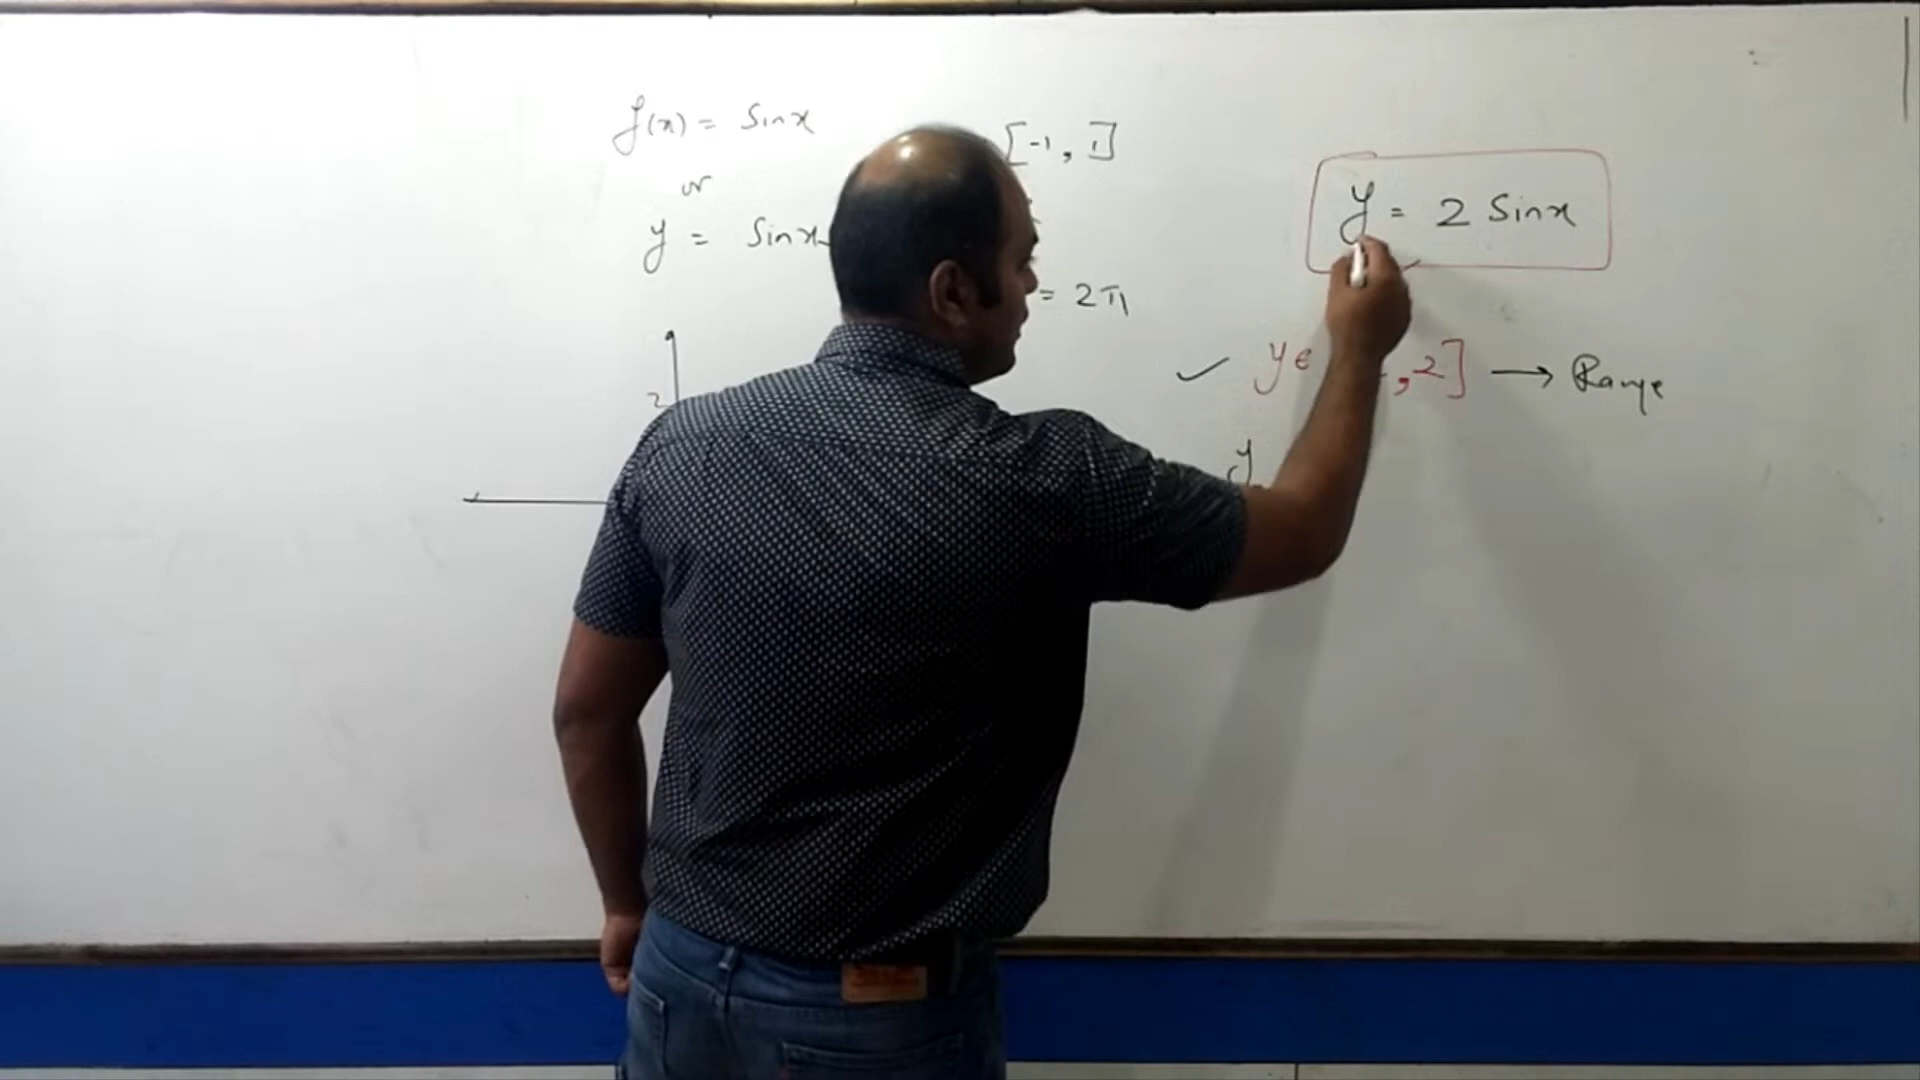 f(x) = Sinx
or
y = Sinx
[-1, 1]
= 2π
2
y = 2 Sinx
✓ y ∈ , 2] → Range
y